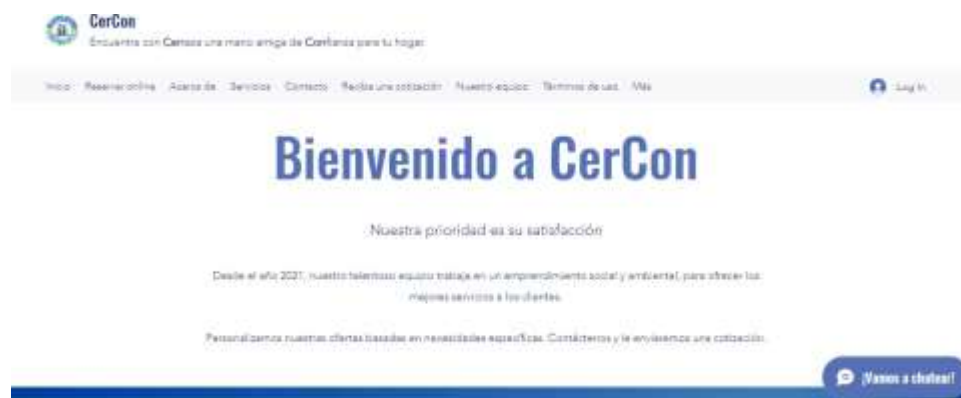 CerCon
Encuentra con Cercon una mano amiga de Confianza para tu hogar
Inicio Reservar online Acerca de Servicios Contacto Reciba una cotización Nuestro equipo Términos de uso Más Log In
Bienvenido a CerCon
Nuestra prioridad es su satisfacción
Desde el año 2021, nuestro talentoso equipo trabaja en un emprendimiento social y ambiental, para ofrecer los
mejores servicios a los clientes.
Personalizamos nuestras ofertas basadas en necesidades específicas. Contáctenos y le enviaremos una cotización.
¡Vamos a chatear!